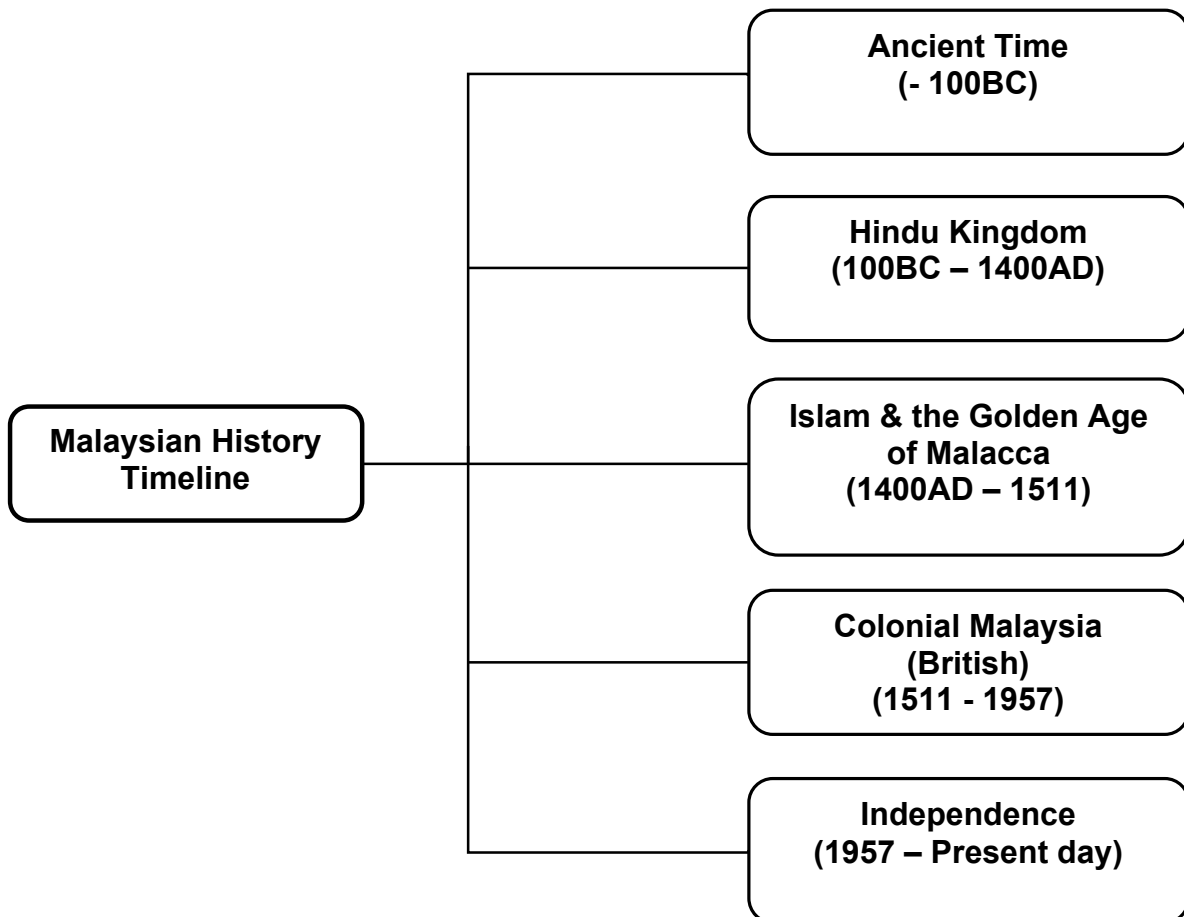 Malaysian History
Timeline
Ancient Time
(- 100BC)
Hindu Kingdom
(100BC – 1400AD)
Islam & the Golden Age
of Malacca
(1400AD – 1511)
Colonial Malaysia
(British)
(1511 - 1957)
Independence
(1957 – Present day)